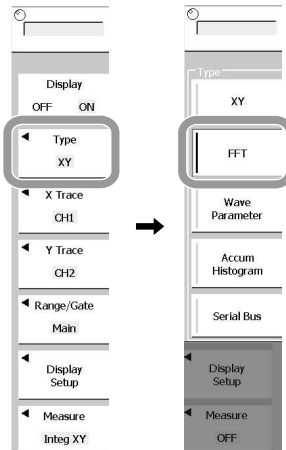 Display
OFF ON
Type
XY
X Trace
CH1
Y Trace
CH2
Range/Gate
Main
Display
Setup
Measure
Integ XY
Type
XY
FFT
Wave
Parameter
Accum
Histogram
Serial Bus
Display
Setup
Measure
OFF